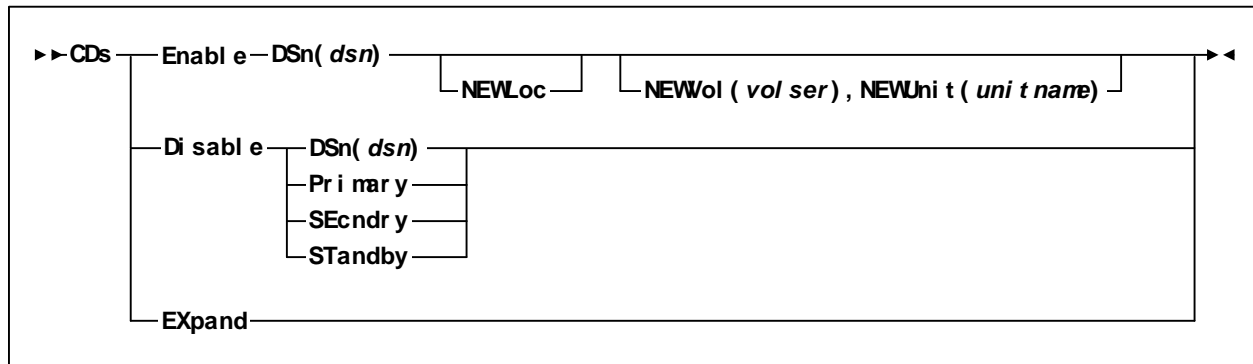 CDs Enable DSn(dsn)
NEWLoc NEWVol(volser),NEWUnit(unitname)
Disable DSn(dsn)
Primary
SEcndry
STandby
EXpand